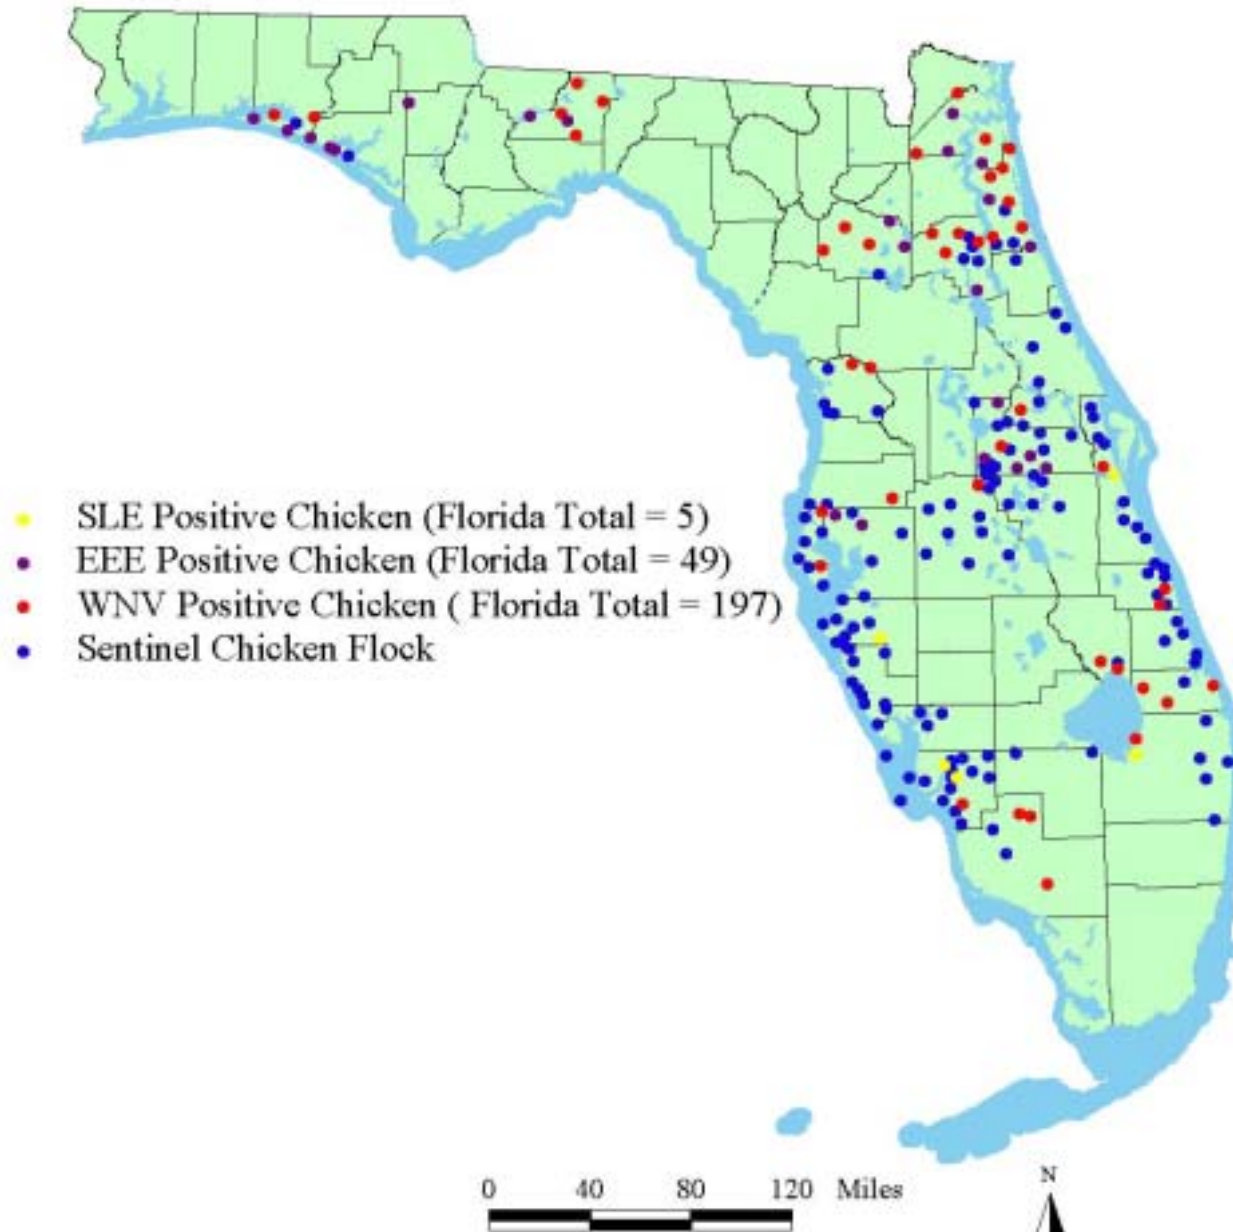 SLE Positive Chicken (Florida Total = 5)
EEE Positive Chicken (Florida Total = 49)
WNV Positive Chicken ( Florida Total = 197)
Sentinel Chicken Flock
0 40 80 120 Miles
N